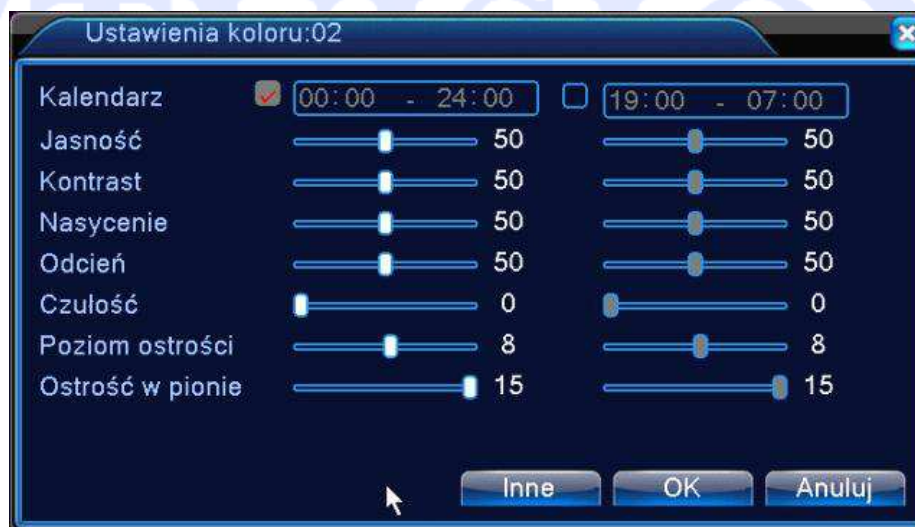 Ustawienia koloru:02
Kalendarz 00:00 - 24:00 19:00 - 07:00
Jasność 50 50
Kontrast 50 50
Nasycenie 50 50
Odcień 50 50
Czułość 0 0
Poziom ostrości 8 8
Ostrość w pionie 15 15
Inne OK Anuluj